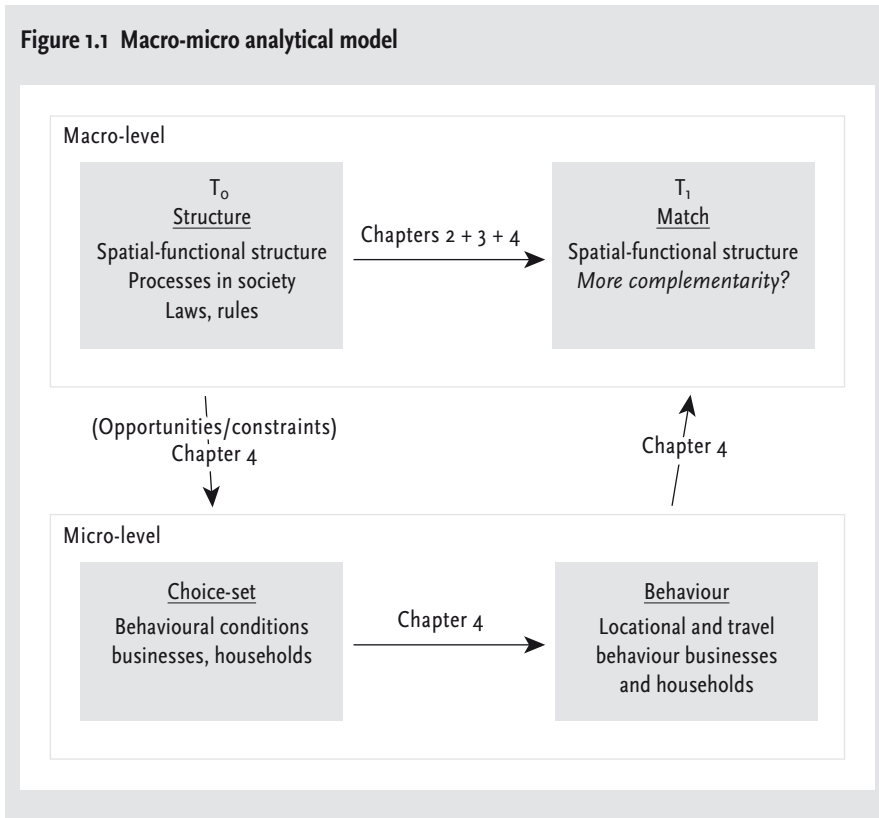 Figure 1.1 Macro-micro analytical model
Macro-level
T₀
Structure
Spatial-functional structure
Processes in society
Laws, rules
Chapters 2 + 3 + 4
T₁
Match
Spatial-functional structure
More complementarity?
(Opportunities/constraints)
Chapter 4
Chapter 4
Micro-level
Choice-set
Behavioural conditions
businesses, households
Chapter 4
Behaviour
Locational and travel
behaviour businesses
and households